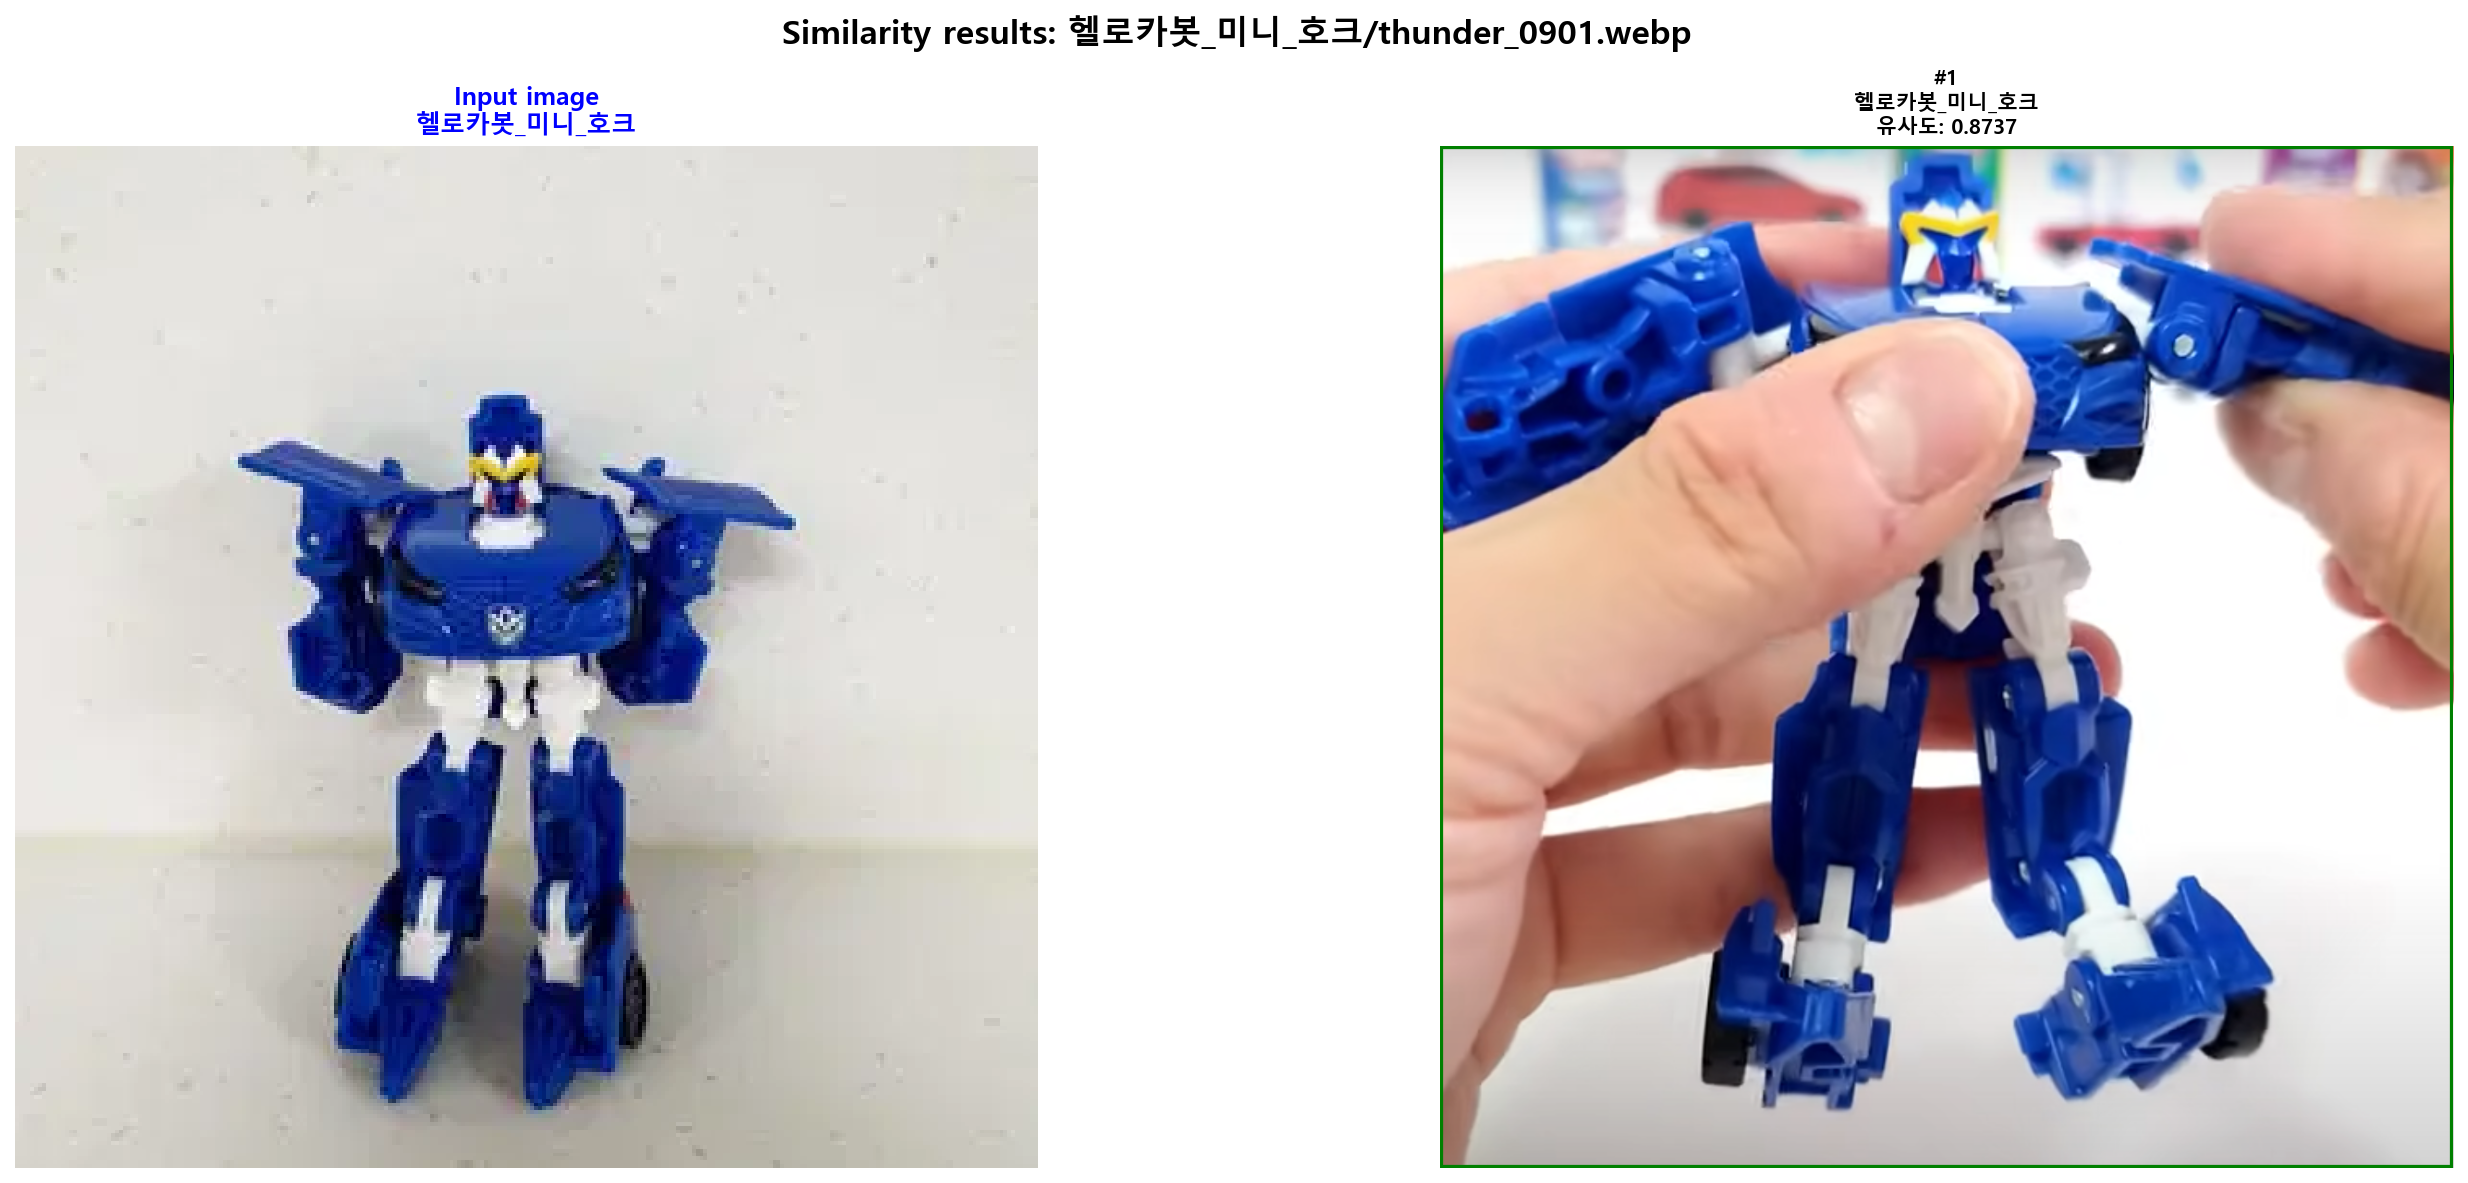 Similarity results: 헬로카봇_미니_호크/thunder_0901.webp
Input image
헬로카봇_미니_호크
#1
헬로카봇_미니_호크
유사도: 0.8737